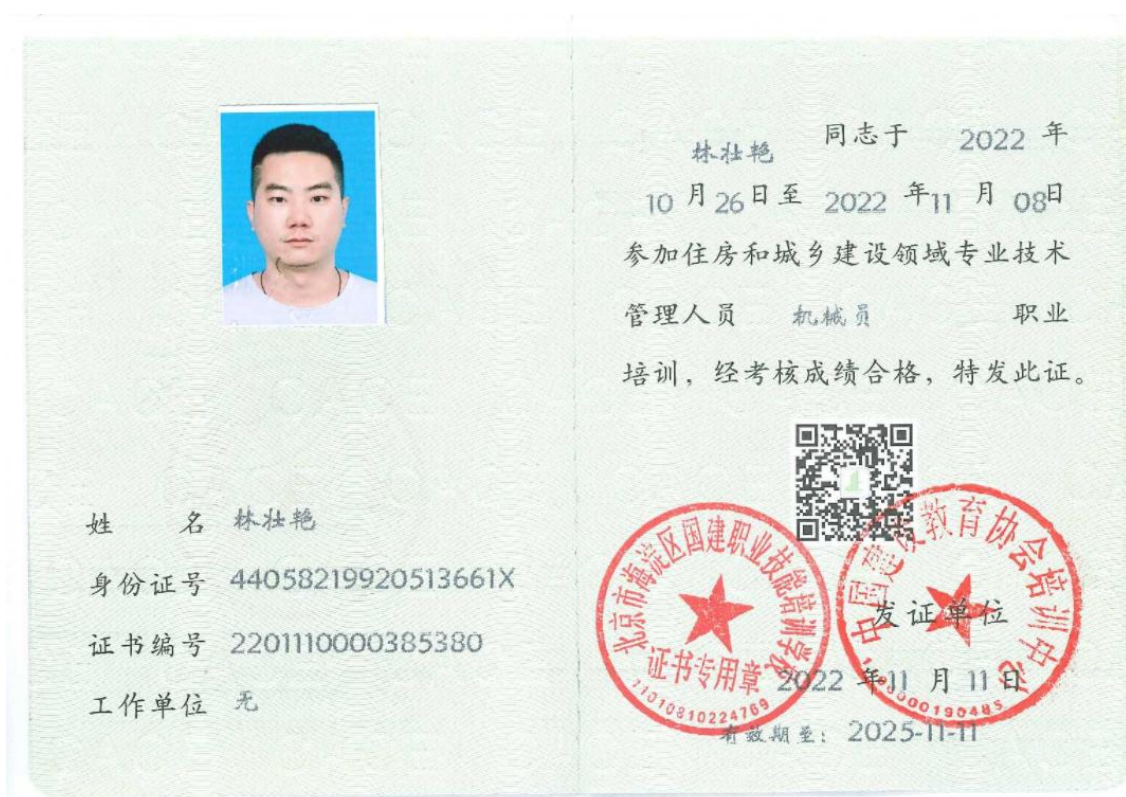 姓 名 林壮艳
身份证号 44058219920513661X
证书编号 2201110000385380
工作单位 无
林壮艳 同志于 2022 年
10 月 26 日至 2022 年 11 月 08 日
参加住房和城乡建设领域专业技术
管理人员 机械员 职业
培训，经考核成绩合格，特发此证。
北京市海淀区国建职业技能培训学校
证书专用章
中国建设教育协会培训中心
发证单位
2022 年 11 月 11 日
有效期至：2025-11-11